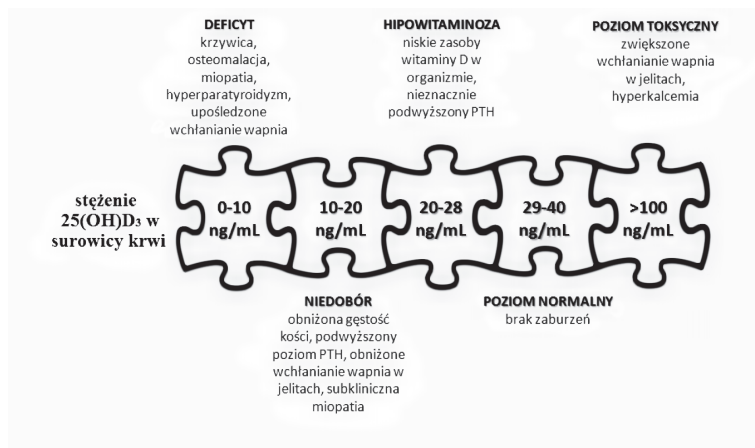 DEFICYT
krzywica,
osteomalacja,
miopatia,
hyperparatyroidyzm,
upośledzone
wchłanianie wapnia
HIPOWITAMINOZA
niskie zasoby
witaminy D w
organizmie,
nieznacznie
podwyższony PTH
POZIOM TOKSYCZNY
zwiększone
wchłanianie wapnia
w jelitach,
hyperkalcemia
stężenie
25(OH)D₃ w
surowicy krwi
0-10
ng/mL
10-20
ng/mL
20-28
ng/mL
29-40
ng/mL
>100
ng/mL
NIEDOBÓR
obniżona gęstość
kości, podwyższony
poziom PTH, obniżone
wchłanianie wapnia w
jelitach, subkliniczna
miopatia
POZIOM NORMALNY
brak zaburzeń